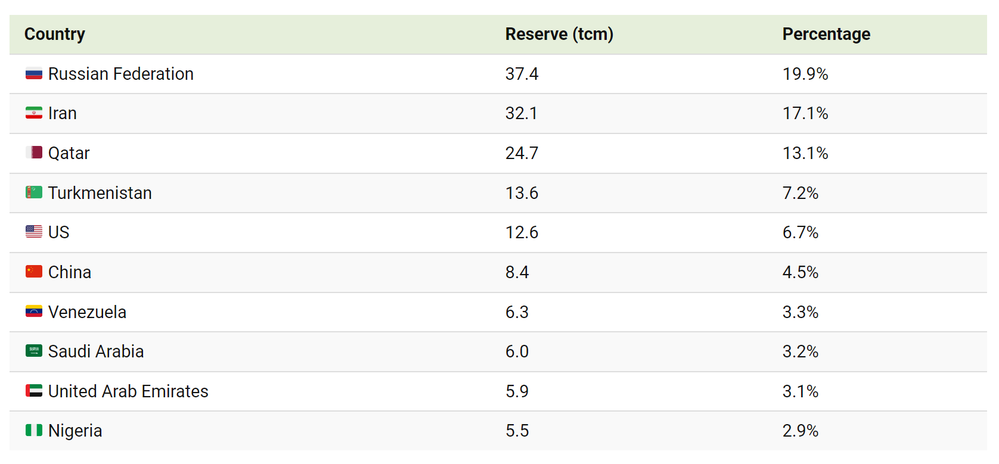 Country Reserve (tcm) Percentage
Russian Federation 37.4 19.9%
Iran 32.1 17.1%
Qatar 24.7 13.1%
Turkmenistan 13.6 7.2%
US 12.6 6.7%
China 8.4 4.5%
Venezuela 6.3 3.3%
Saudi Arabia 6.0 3.2%
United Arab Emirates 5.9 3.1%
Nigeria 5.5 2.9%